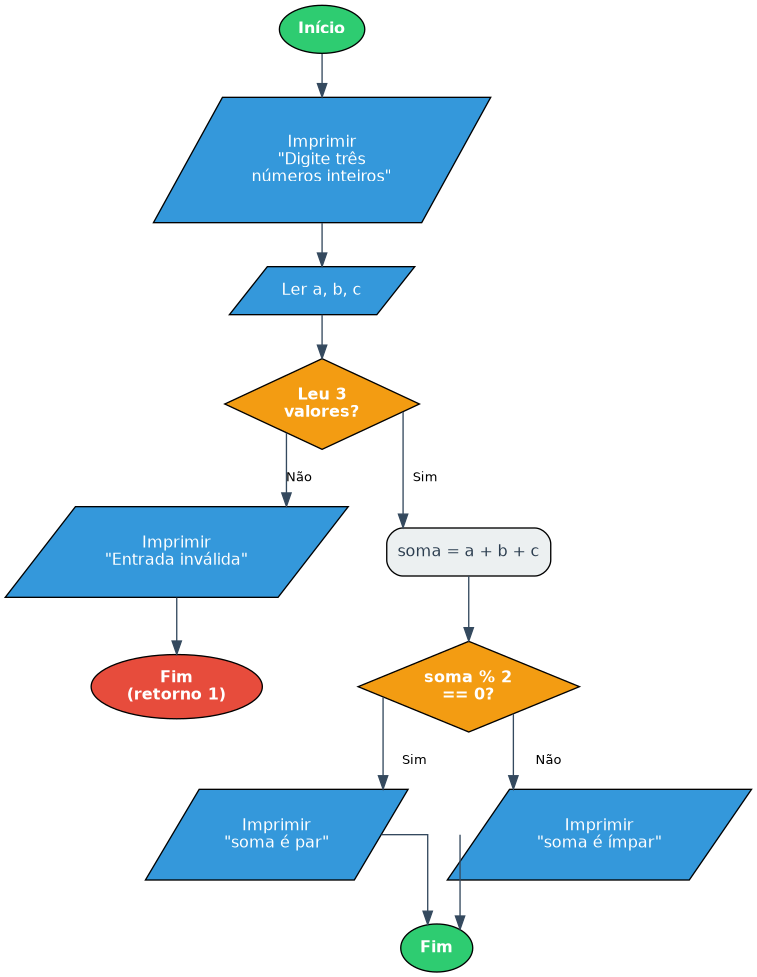 Início
Imprimir
"Digite três
números inteiros"
Ler a, b, c
Leu 3
valores?
Não
Sim
Imprimir
"Entrada inválida"
soma = a + b + c
Fim
(retorno 1)
soma % 2
== 0?
Sim
Não
Imprimir
"soma é par"
Imprimir
"soma é ímpar"
Fim